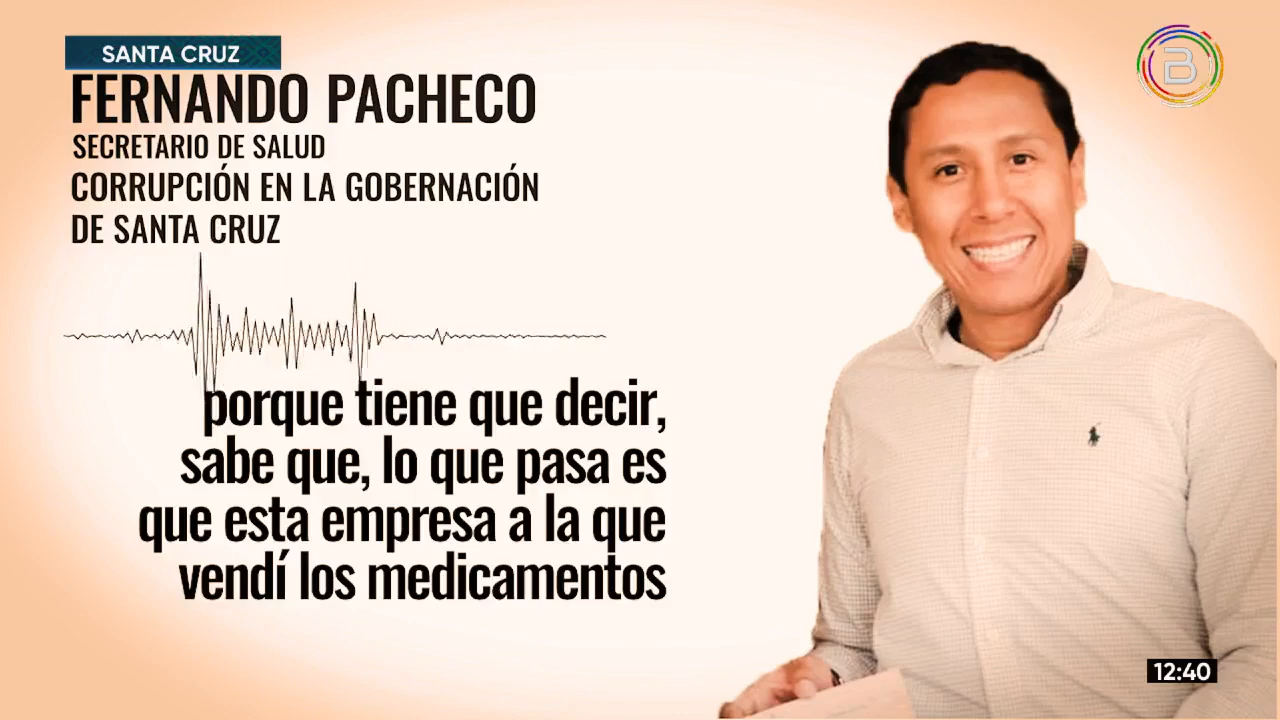 SANTA CRUZ
FERNANDO PACHECO
SECRETARIO DE SALUD
CORRUPCIÓN EN LA GOBERNACIÓN
DE SANTA CRUZ
B
porque tiene que decir,
sabe que, lo que pasa es
que esta empresa a la que
vendí los medicamentos
12:40